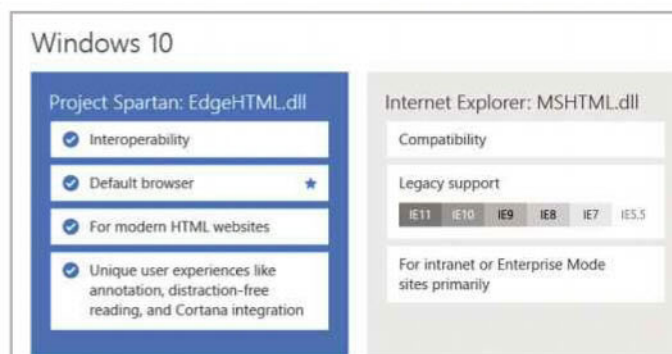 Windows 10
Project Spartan: EdgeHTML.dll
Interoperability
Default browser
For modern HTML websites
Unique user experiences like
annotation, distraction-free
reading, and Cortana integration
Internet Explorer: MSHTML.dll
Compatibility
Legacy support
IE11 IE10 IE9 IE8 IE7 IE5.5
For intranet or Enterprise Mode
sites primarily